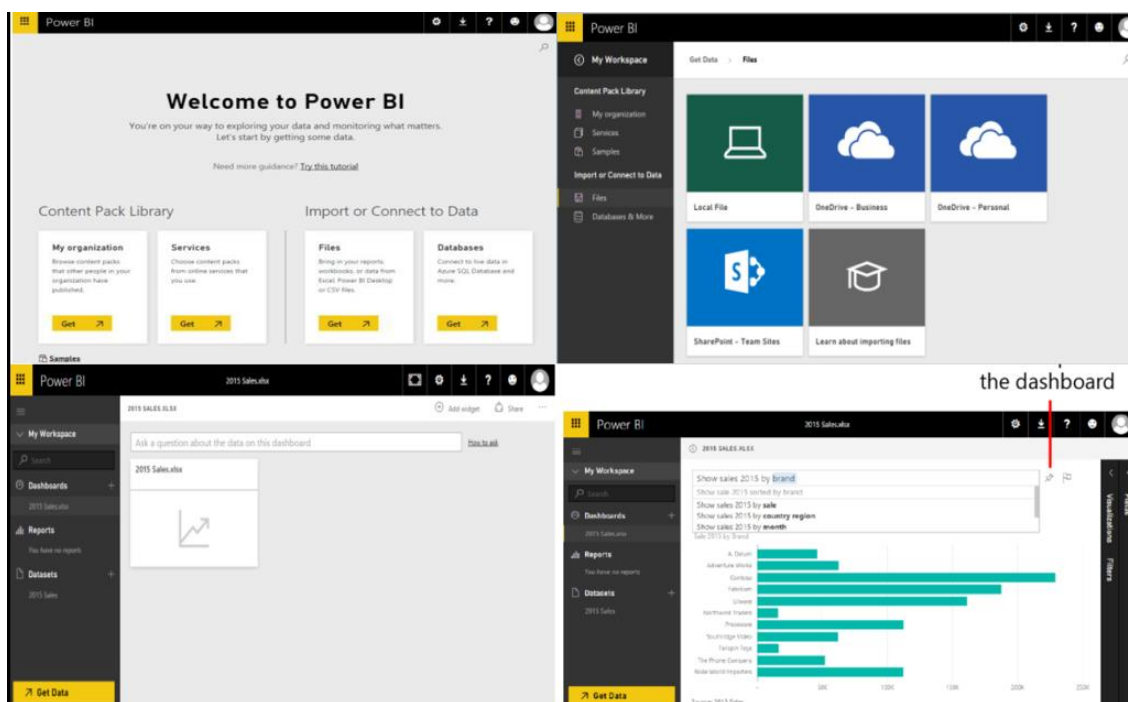 Power BI
Welcome to Power BI
You're on your way to exploring your data and monitoring what matters.
Let's start by getting some data.
Need more guidance? Try this tutorial
Content Pack Library
Import or Connect to Data
My organization
Browse content packs
that other people in your
organization have
published.
Get
Services
Choose content packs
from online services that
you use.
Get
Files
Bring in your reports,
workbooks, or data from
Excel, Power BI Desktop
or CSV files.
Get
Databases
Connect to live data in
Azure SQL Database and
more.
Get
Samples
Power BI
My Workspace
Content Pack Library
My organization
Services
Samples
Import or Connect to Data
Files
Databases & More
Get Data > Files
Local File
OneDrive - Business
OneDrive - Personal
SharePoint - Team Sites
Learn about importing files
Power BI
2015 Sales.xlsx
My Workspace
Search
Dashboards
2015 Sales.xlsx
Reports
You have no reports
Datasets
2015 Sales
Get Data
2015 SALES.XLSX
Add widget
Share
Ask a question about the data on this dashboard
How to ask
2015 Sales.xlsx
the dashboard
Power BI
2015 Sales.xlsx
My Workspace
Search
Dashboards
2015 Sales.xlsx
Reports
You have no reports
Datasets
2015 Sales
Get Data
2015 SALES.XLSX
Show sales 2015 by brand
Show sale 2015 sorted by brand
Show sales 2015 by sale
Show sales 2015 by country region
Show sales 2015 by month
Sale 2015 by Brand
A. Datum
Adventure Works
Contoso
Fabrikam
Litware
Northwind Traders
Proseware
Southridge Video
Tailspin Toys
The Phone Company
Wide World Importers
50K
100K
150K
200K
250K
Visualizations
Filters